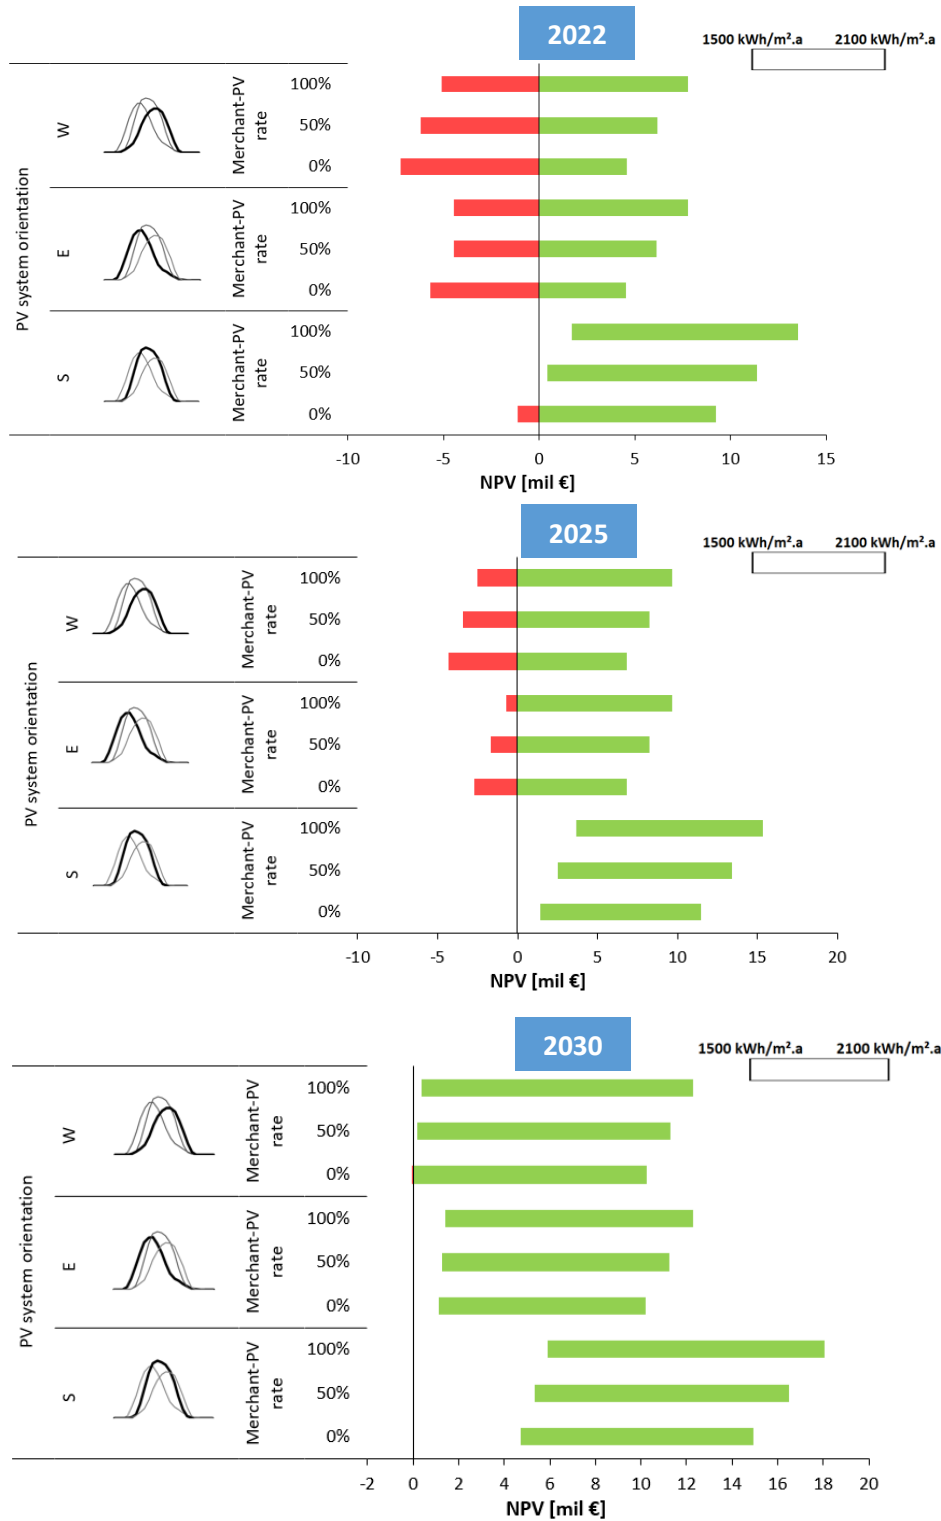 2022
1500 kWh/m².a 2100 kWh/m².a
PV system orientation
W
Merchant-PV
rate
100%
50%
0%
E
Merchant-PV
rate
100%
50%
0%
S
Merchant-PV
rate
100%
50%
0%
-10 -5 0 5 10 15
NPV [mil €]
2025
1500 kWh/m².a 2100 kWh/m².a
PV system orientation
W
Merchant-PV
rate
100%
50%
0%
E
Merchant-PV
rate
100%
50%
0%
S
Merchant-PV
rate
100%
50%
0%
-10 -5 0 5 10 15 20
NPV [mil €]
2030
1500 kWh/m².a 2100 kWh/m².a
PV system orientation
W
Merchant-PV
rate
100%
50%
0%
E
Merchant-PV
rate
100%
50%
0%
S
Merchant-PV
rate
100%
50%
0%
-2 0 2 4 6 8 10 12 14 16 18 20
NPV [mil €]